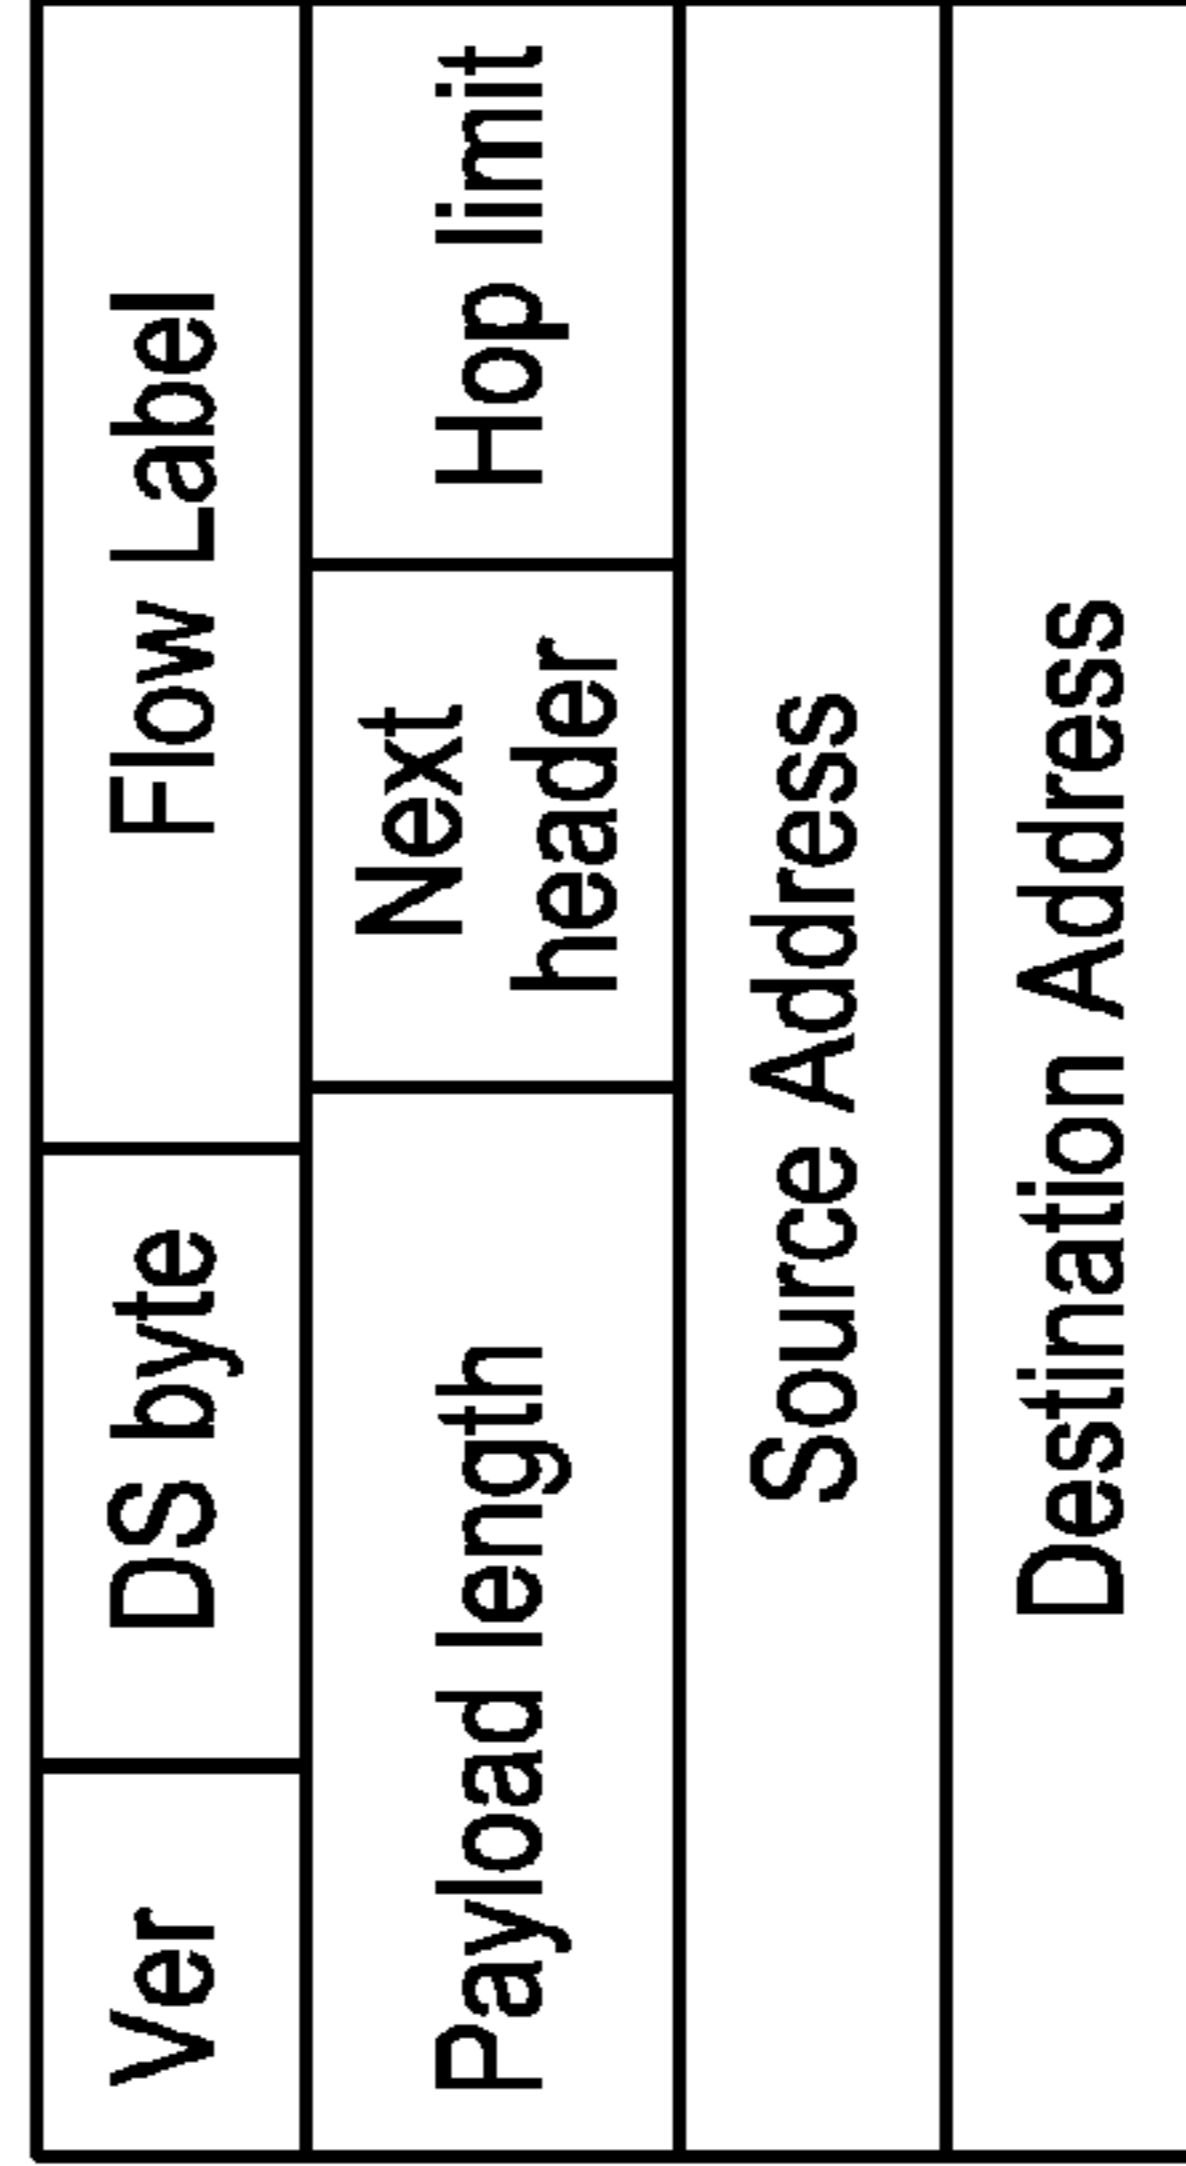 Ver
DS byte
Flow Label
Payload length
Next
header
Hop limit
Source Address
Destination Address